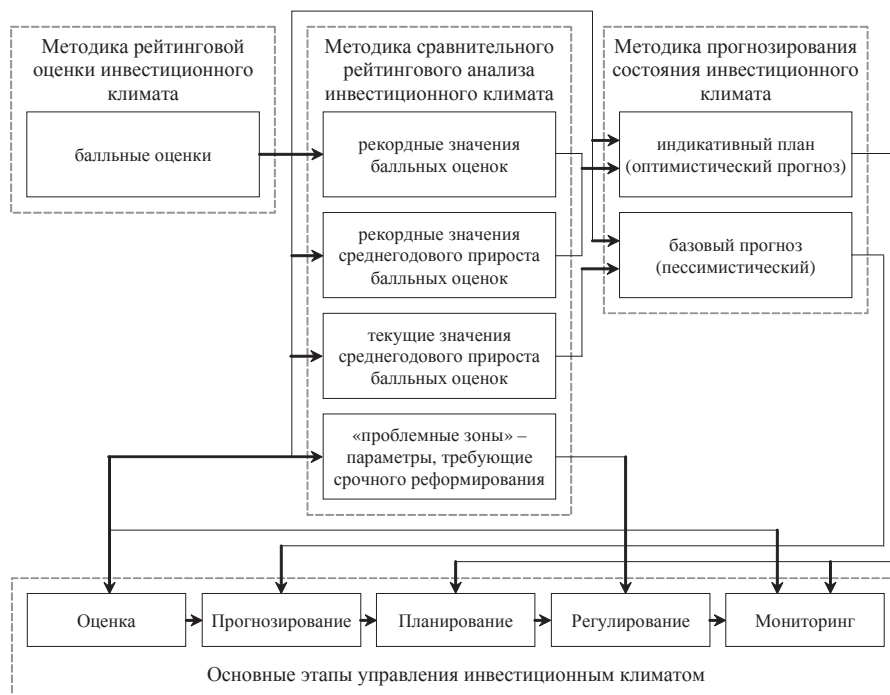 Методика рейтинговой
оценки инвестиционного
климата
балльные оценки
Методика сравнительного
рейтингового анализа
инвестиционного климата
рекордные значения
балльных оценок
рекордные значения
среднегодового прироста
балльных оценок
текущие значения
среднегодового прироста
балльных оценок
«проблемные зоны» –
параметры, требующие
срочного реформирования
Методика прогнозирования
состояния инвестиционного
климата
индикативный план
(оптимистический прогноз)
базовый прогноз
(пессимистический)
Оценка
Прогнозирование
Планирование
Регулирование
Мониторинг
Основные этапы управления инвестиционным климатом